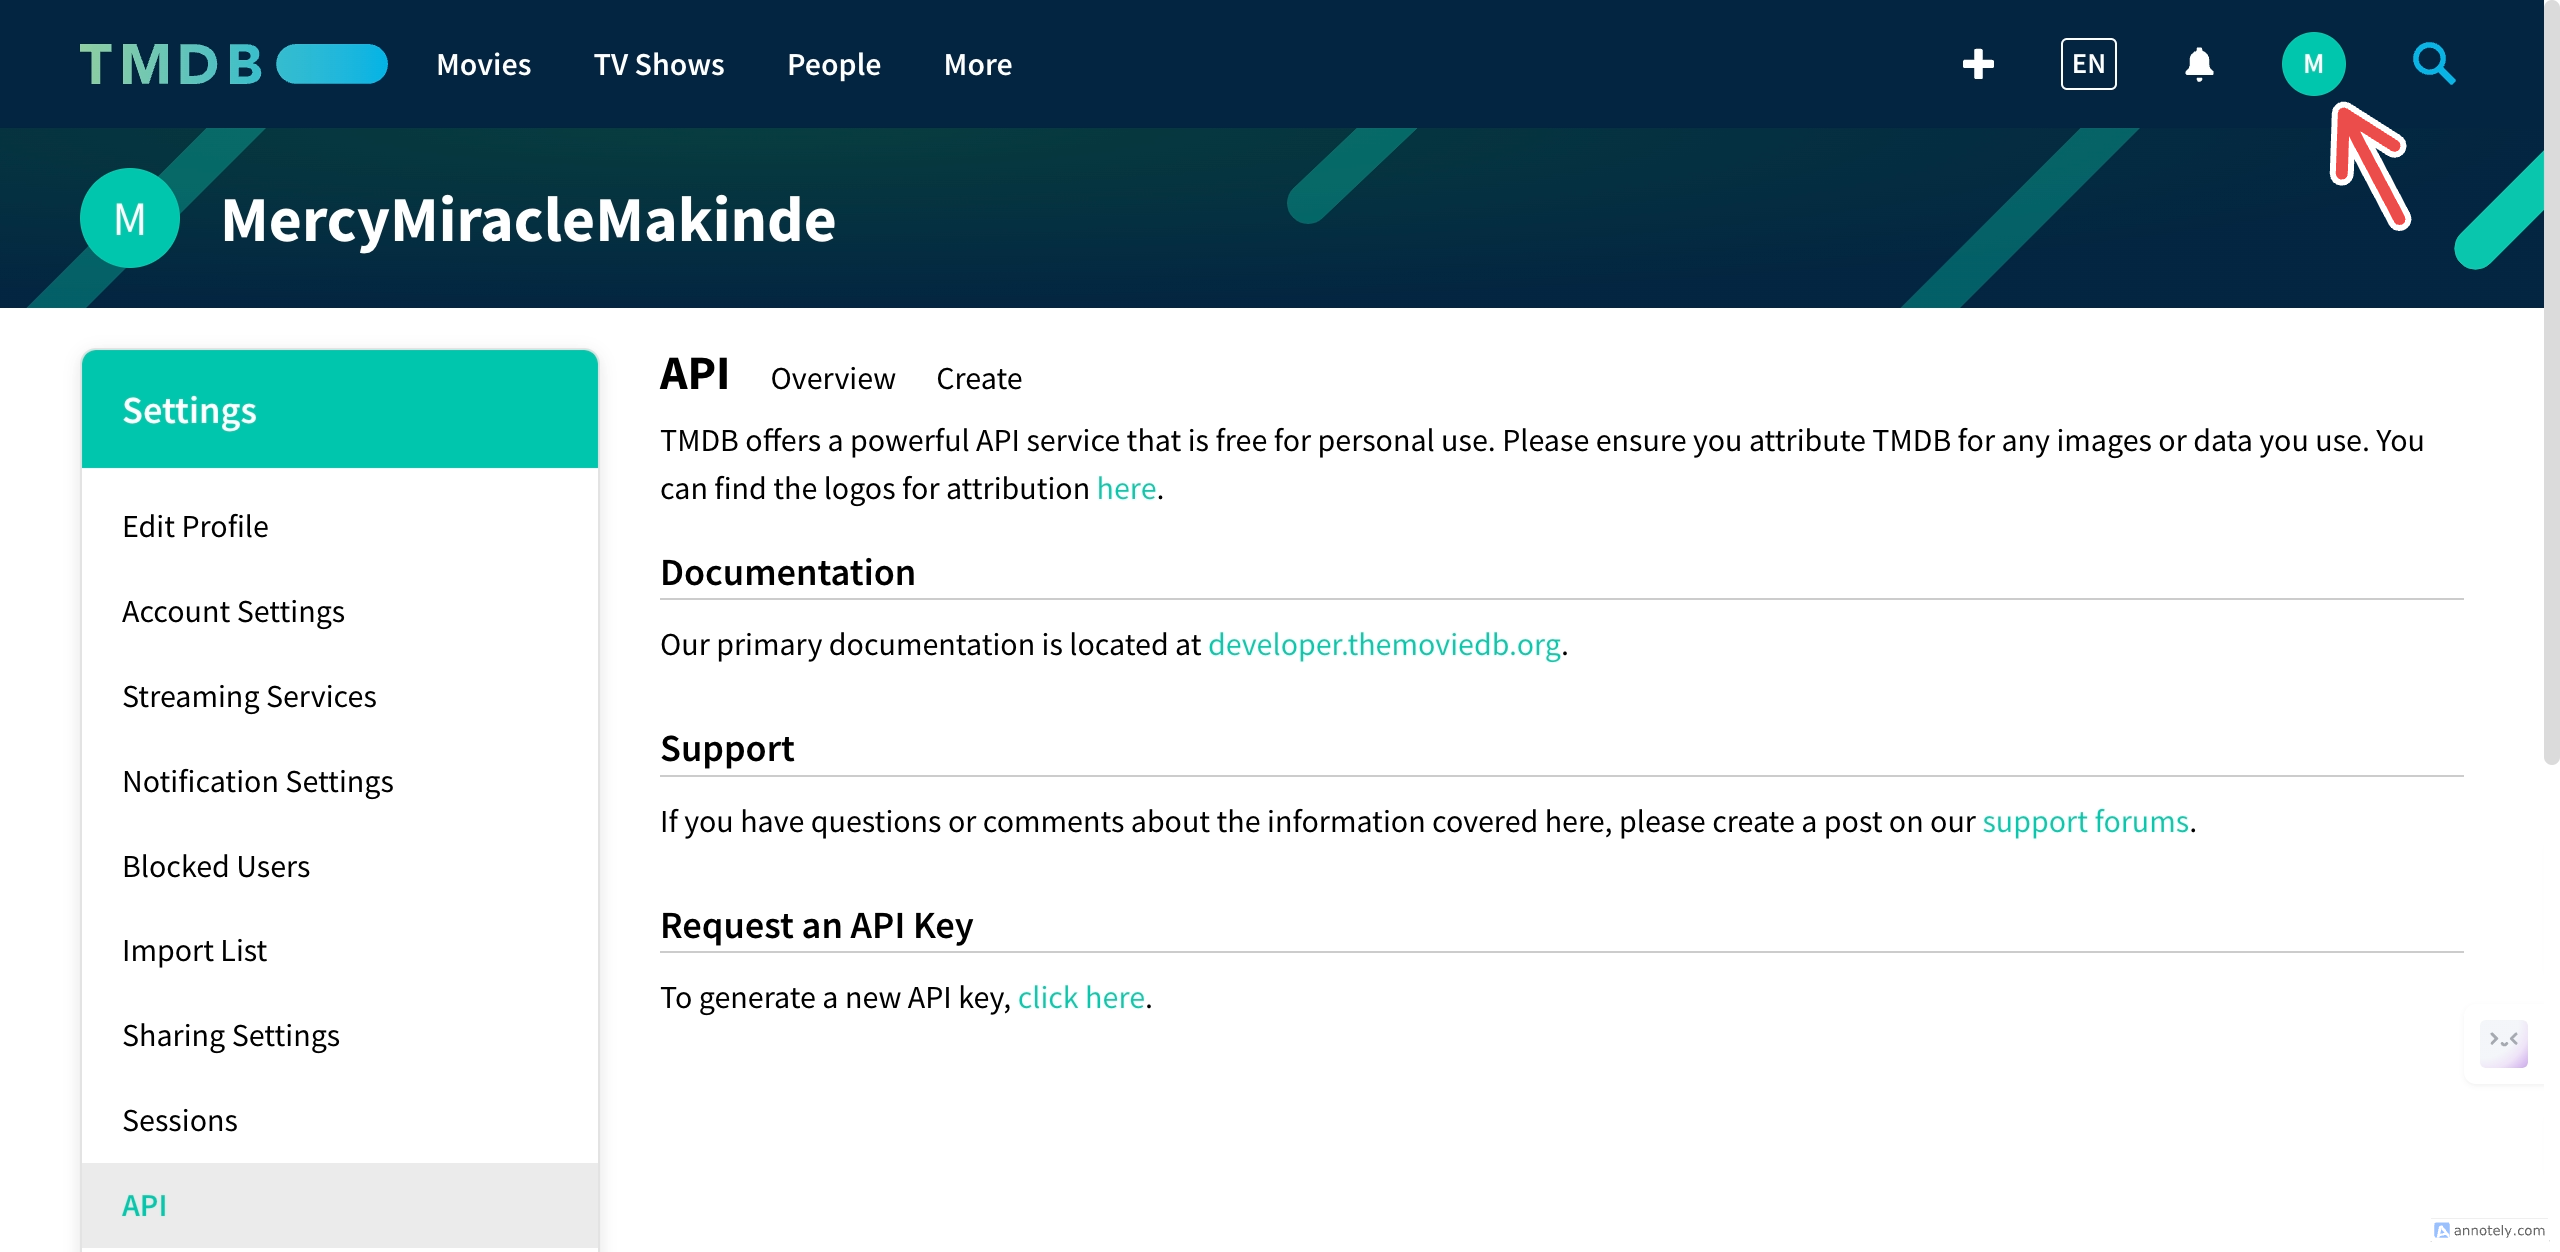 TMDB
Movies
TV Shows
People
More
EN
M
M
MercyMiracleMakinde
Settings
Edit Profile
Account Settings
Streaming Services
Notification Settings
Blocked Users
Import List
Sharing Settings
Sessions
API
API Overview Create
TMDB offers a powerful API service that is free for personal use. Please ensure you attribute TMDB for any images or data you use. You
can find the logos for attribution here.
Documentation
Our primary documentation is located at developer.themoviedb.org.
Support
If you have questions or comments about the information covered here, please create a post on our support forums.
Request an API Key
To generate a new API key, click here.
annotely.com